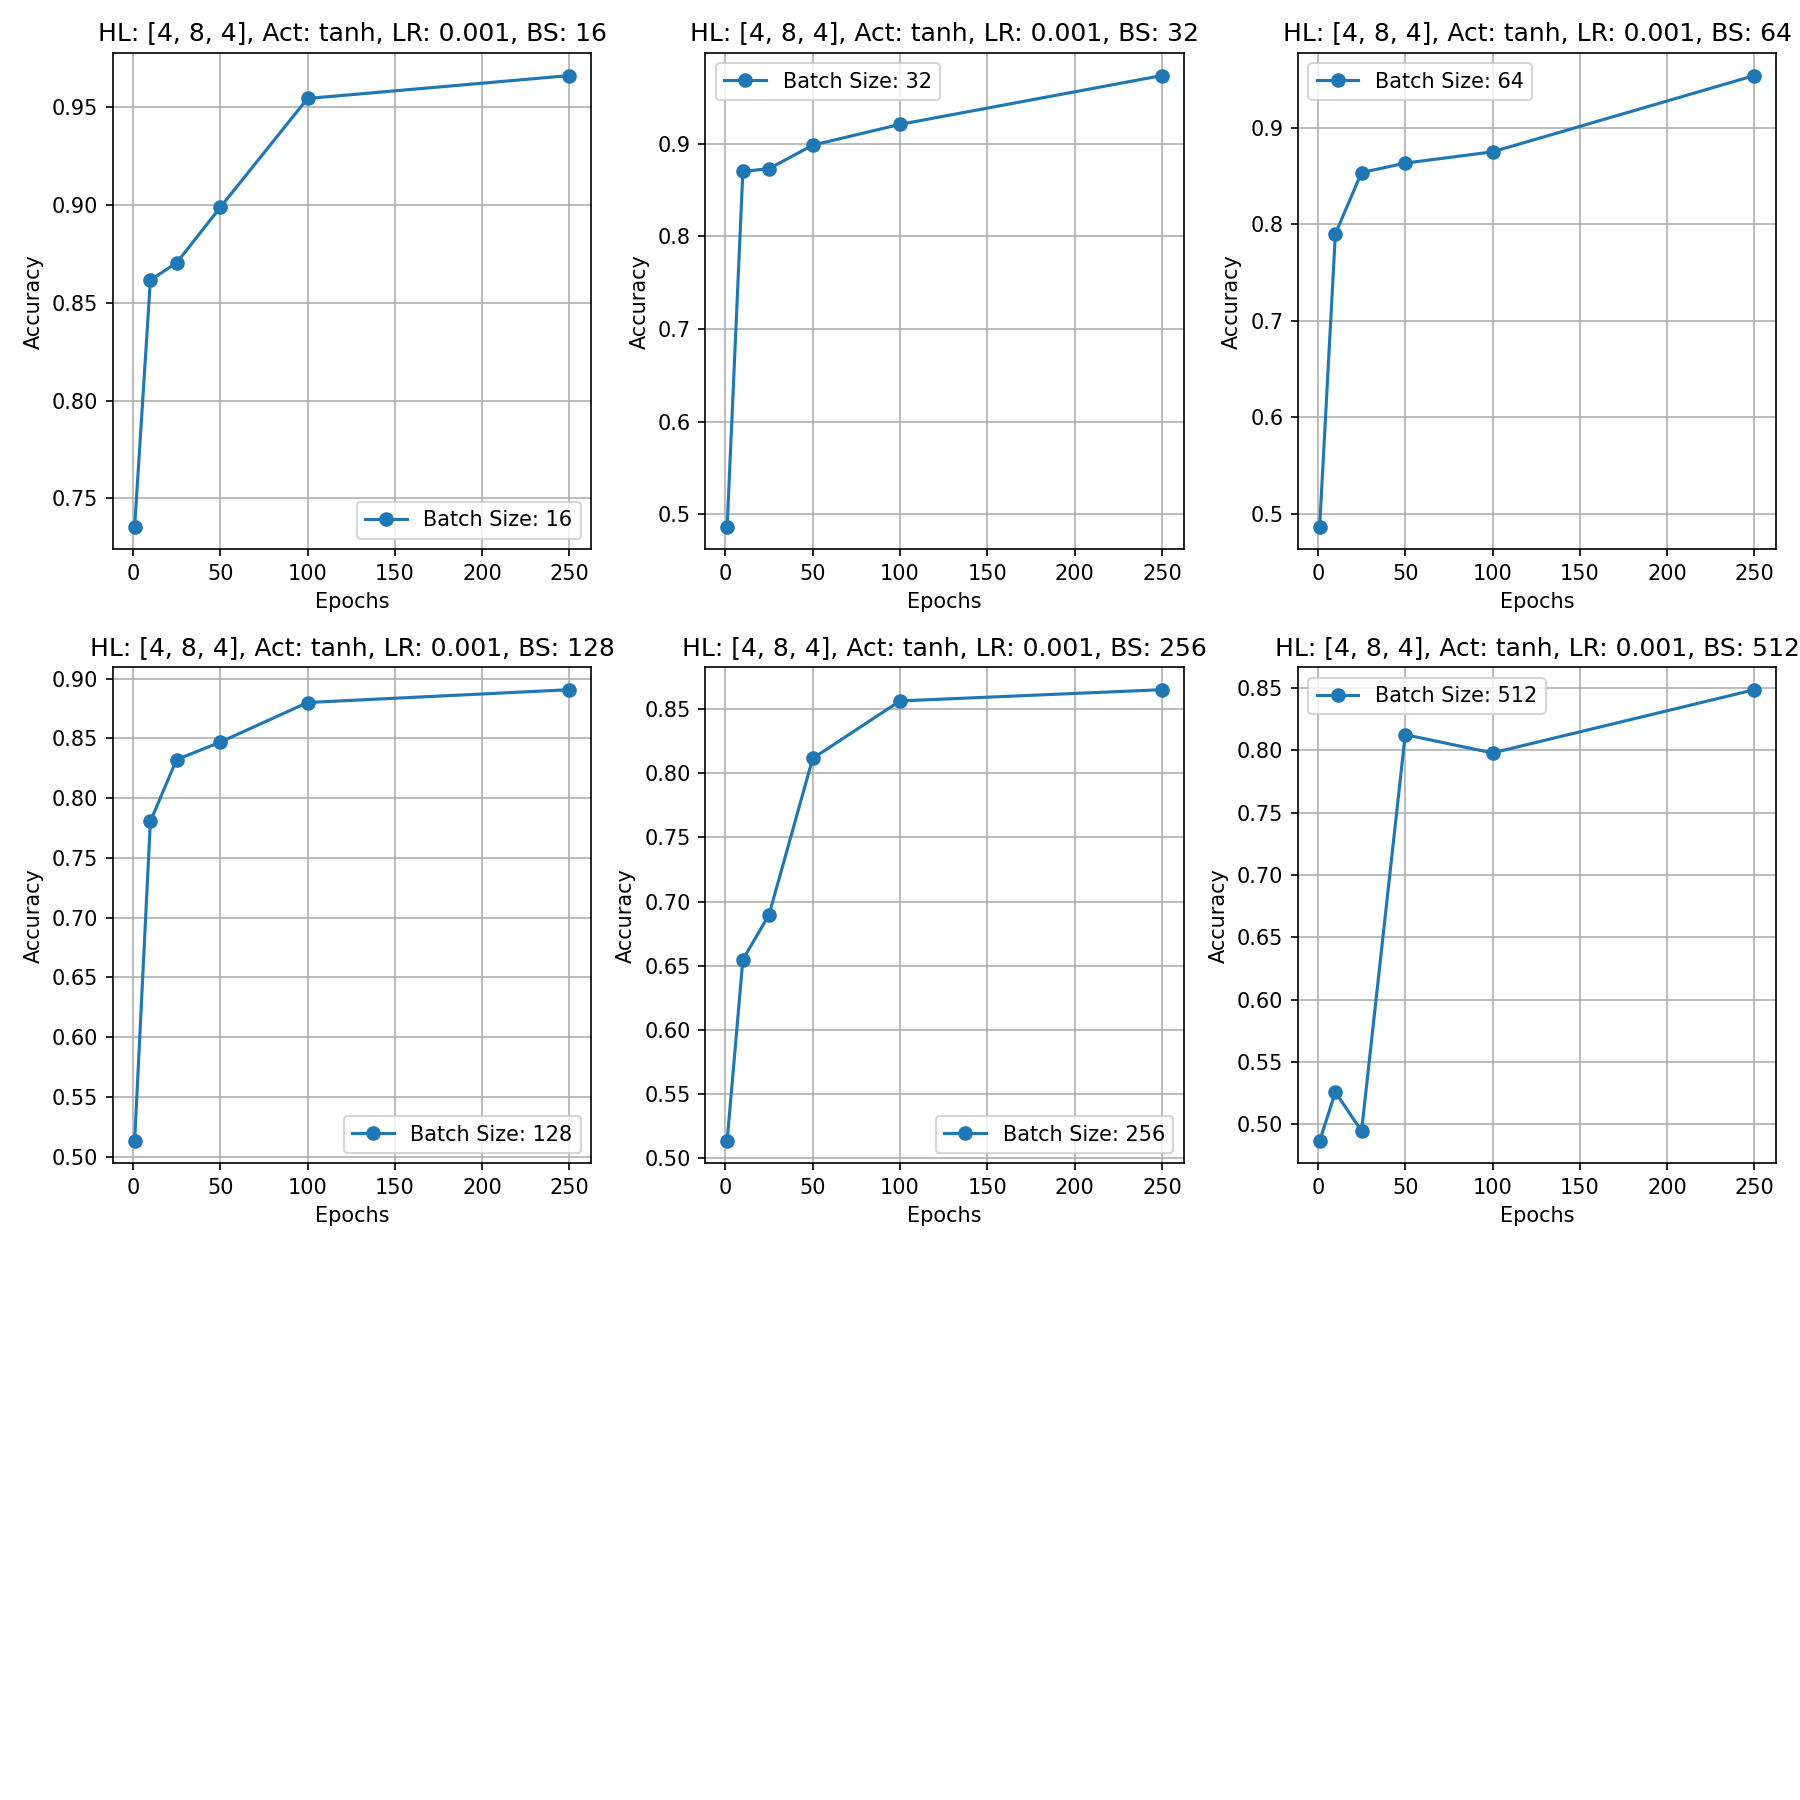 HL: [4, 8, 4], Act: tanh, LR: 0.001, BS: 16
Accuracy
0.95
0.90
0.85
0.80
0.75
Batch Size: 16
0 50 100 150 200 250
Epochs
HL: [4, 8, 4], Act: tanh, LR: 0.001, BS: 32
Batch Size: 32
Accuracy
0.9
0.8
0.7
0.6
0.5
0 50 100 150 200 250
Epochs
HL: [4, 8, 4], Act: tanh, LR: 0.001, BS: 64
Batch Size: 64
Accuracy
0.9
0.8
0.7
0.6
0.5
0 50 100 150 200 250
Epochs
HL: [4, 8, 4], Act: tanh, LR: 0.001, BS: 128
Accuracy
0.90
0.85
0.80
0.75
0.70
0.65
0.60
0.55
0.50
Batch Size: 128
0 50 100 150 200 250
Epochs
HL: [4, 8, 4], Act: tanh, LR: 0.001, BS: 256
Accuracy
0.85
0.80
0.75
0.70
0.65
0.60
0.55
0.50
Batch Size: 256
0 50 100 150 200 250
Epochs
HL: [4, 8, 4], Act: tanh, LR: 0.001, BS: 512
Batch Size: 512
Accuracy
0.85
0.80
0.75
0.70
0.65
0.60
0.55
0.50
0 50 100 150 200 250
Epochs